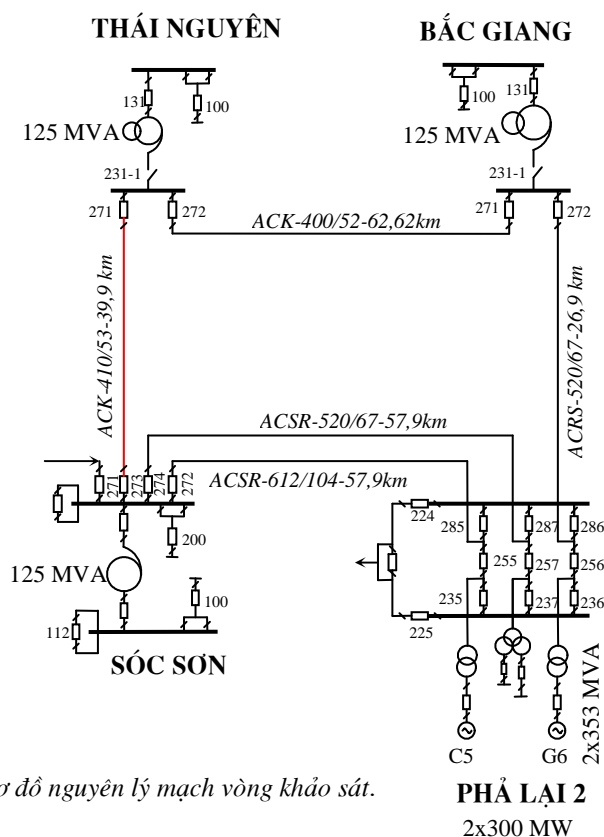 THÁI NGUYÊN
BẮC GIANG
131
100
125 MVA
231-1
271
272
131
100
125 MVA
231-1
271
272
ACK-400/52-62,62km
ACK-410/53-39,9 km
ACRS-520/67-26,9 km
ACSR-520/67-57,9km
ACSR-612/104-57,9km
271
273
274
272
200
125 MVA
100
112
SÓC SƠN
224
285
287
286
255
257
256
235
237
236
225
2x353 MVA
C5
G6
ơ đồ nguyên lý mạch vòng khảo sát.
PHẢ LẠI 2
2x300 MW